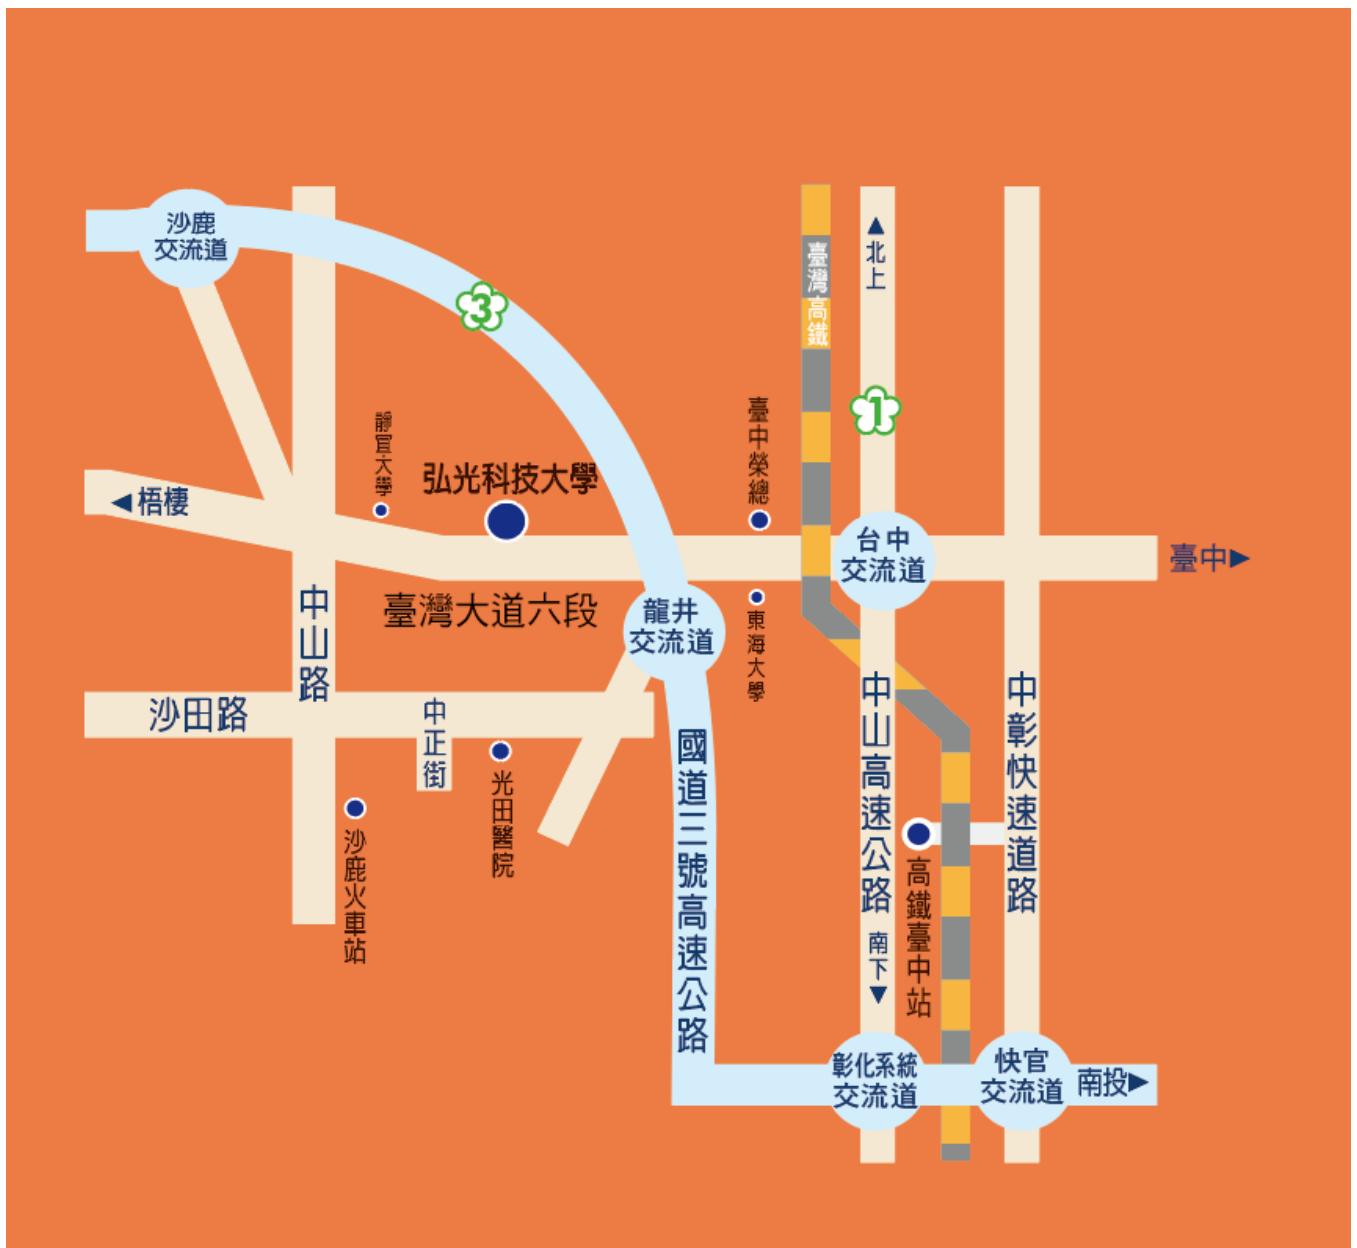 沙鹿
交流道
3
臺灣高鐵
▲北上
1
靜宜大學
弘光科技大學
臺中榮總
◀梧棲
台中
交流道
臺中▶
中山路
臺灣大道六段
龍井
交流道
東海大學
沙田路
中正街
光田醫院
沙鹿火車站
國道三號高速公路
中山高速公路
南下▼
中彰快速道路
高鐵臺中站
彰化系統
交流道
快官
交流道
南投▶